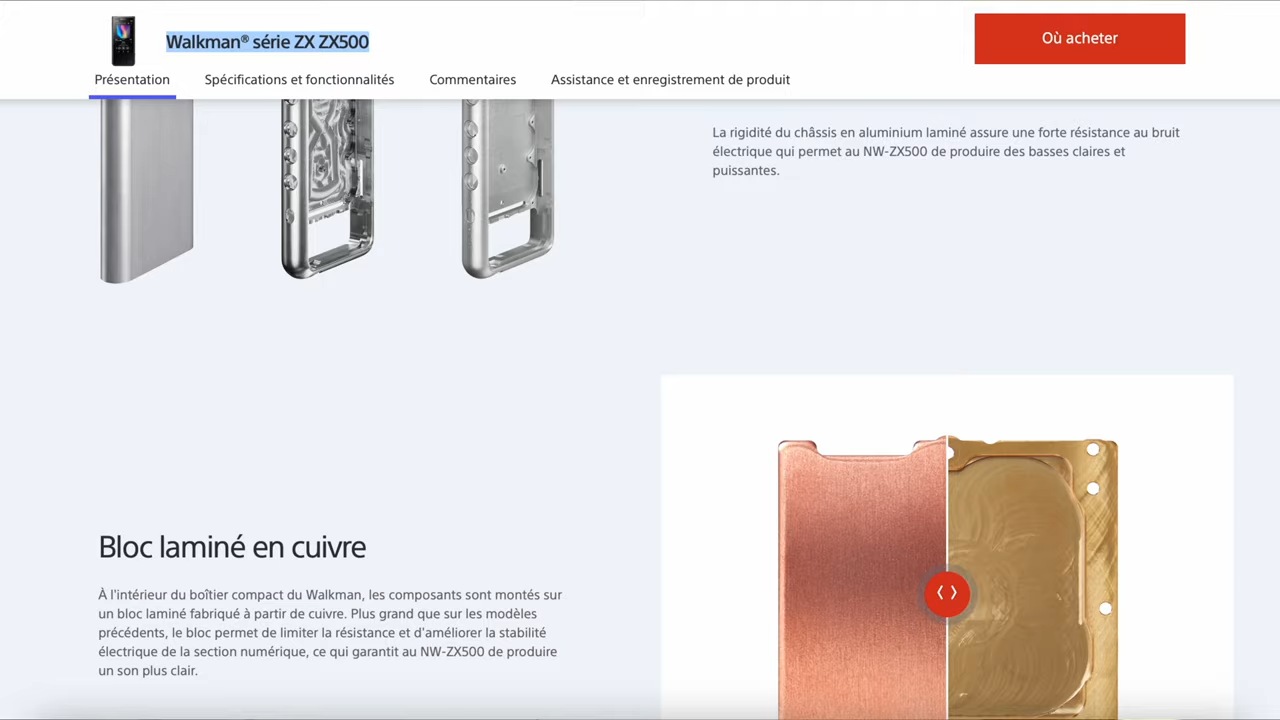 Walkman® série ZX ZX500
Où acheter
Présentation
Spécifications et fonctionnalités
Commentaires
Assistance et enregistrement de produit
La rigidité du châssis en aluminium laminé assure une forte résistance au bruit
électrique qui permet au NW-ZX500 de produire des basses claires et
puissantes.
Bloc laminé en cuivre
À l'intérieur du boîtier compact du Walkman, les composants sont montés sur
un bloc laminé fabriqué à partir de cuivre. Plus grand que sur les modèles
précédents, le bloc permet de limiter la résistance et d'améliorer la stabilité
électrique de la section numérique, ce qui garantit au NW-ZX500 de produire
un son plus clair.